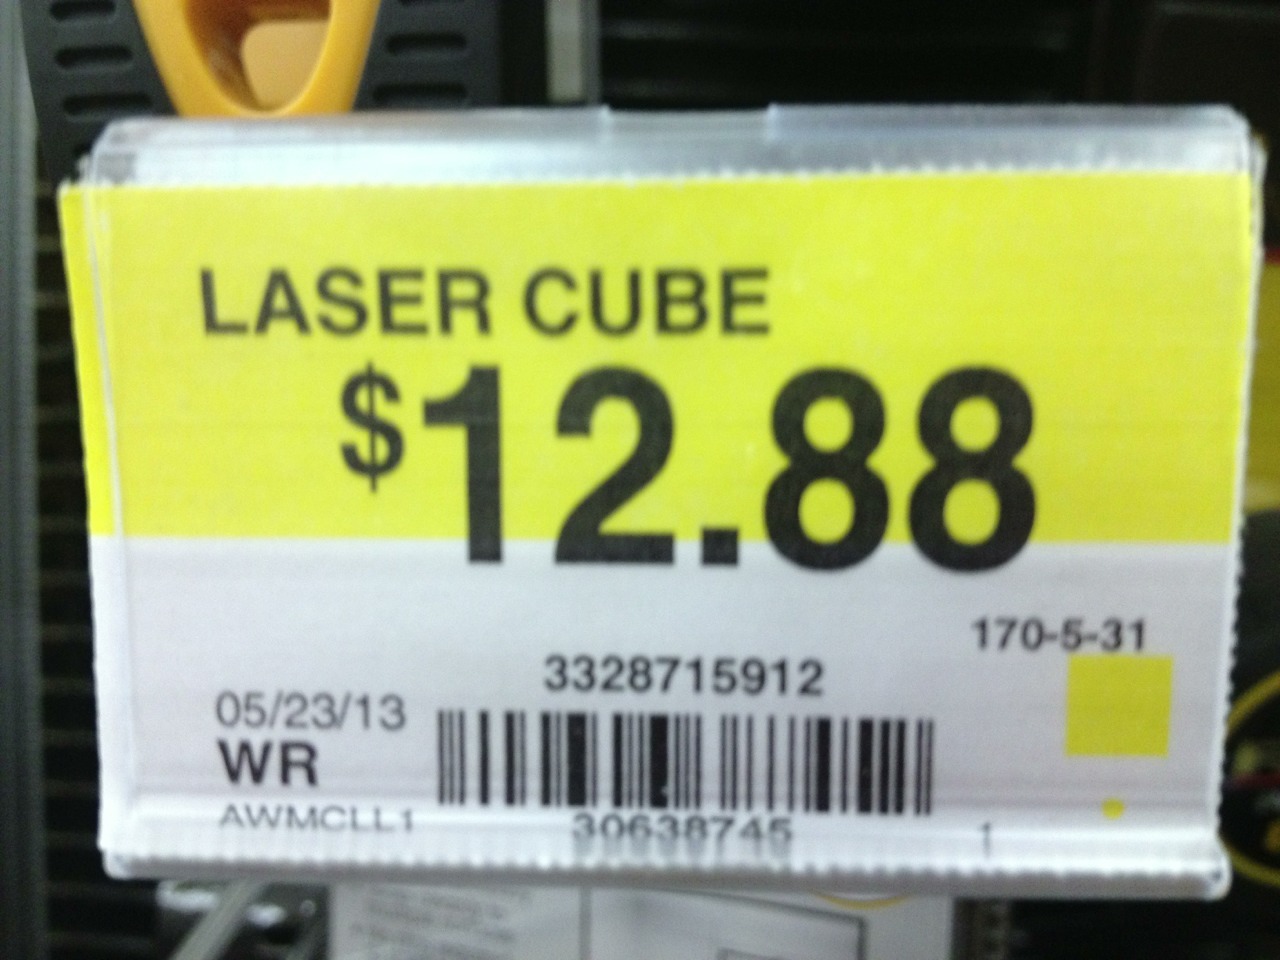 LASER CUBE
$12.88
170-5-31
3328715912
05/23/13
WR
AWMCLL1
30638745
1